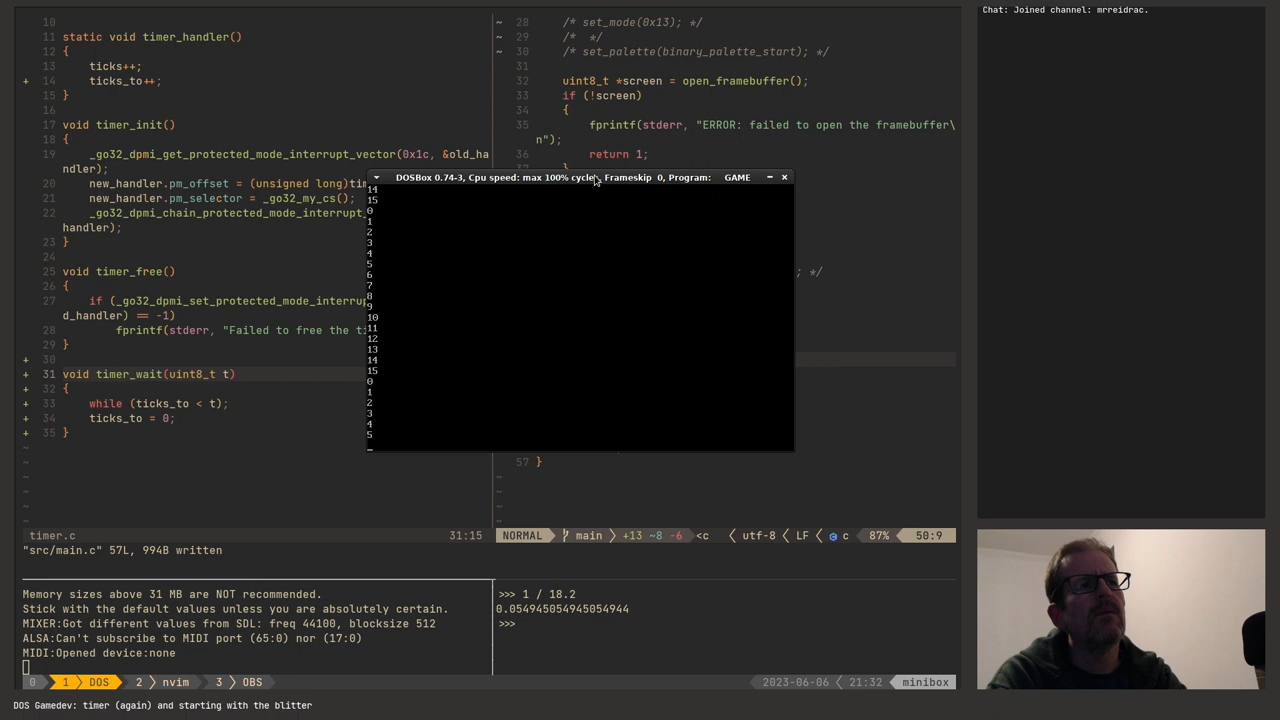 10
11 static void timer_handler()
12 {
13 ticks++;
+ 14 ticks_to++;
15 }
16
17 void timer_init()
18 {
19 _go32_dpmi_get_protected_mode_interrupt_vector(0x1c, &old_ha
ndler);
20 new_handler.pm_offset = (unsigned long)tim
21 new_handler.pm_selector = _go32_my_cs();
22 _go32_dpmi_chain_protected_mode_interrupt_
handler);
23 }
24
25 void timer_free()
26 {
27 if (_go32_dpmi_set_protected_mode_interrup
d_handler) == -1)
28 fprintf(stderr, "Failed to free the ti
29 }
+ 30
+ 31 void timer_wait(uint8_t t)
+ 32 {
+ 33 while (ticks_to < t);
+ 34 ticks_to = 0;
+ 35 }
~
~
~
~
~
timer.c 31:15
"src/main.c" 57L, 994B written
~ 28 /* set_mode(0x13); */
~ 29 /* */
~ 30 /* set_palette(binary_palette_start); */
31
32 uint8_t *screen = open_framebuffer();
33 if (!screen)
34 {
35 fprintf(stderr, "ERROR: failed to open the framebuffer\
n");
36 return 1;
; */
57 }
~
~
~
NORMAL main +13 ~8 -6 <c utf-8 < LF < c 87% 50:9
DOSBox 0.74-3, Cpu speed: max 100% cycles, Frameskip 0, Program: GAME
14
15
0
1
2
3
4
5
6
7
8
9
10
11
12
13
14
15
0
1
2
3
4
5
_
Memory sizes above 31 MB are NOT recommended.
Stick with the default values unless you are absolutely certain.
MIXER:Got different values from SDL: freq 44100, blocksize 512
ALSA:Can't subscribe to MIDI port (65:0) nor (17:0)
MIDI:Opened device:none
>>> 1 / 18.2
0.054945054945054944
>>>
0 1 DOS 2 nvim 3 OBS 2023-06-06 21:32 minibox
Chat: Joined channel: mrreidrac.
DOS Gamedev: timer (again) and starting with the blitter